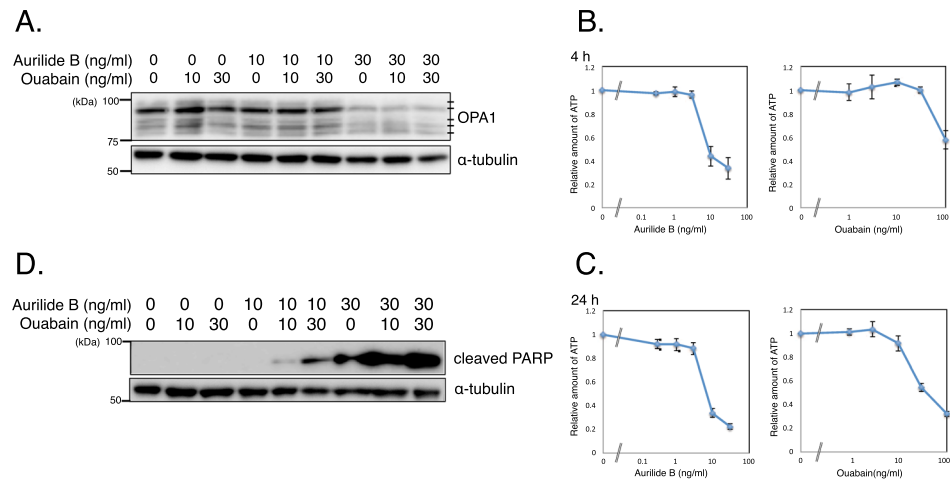 A.
Aurilide B (ng/ml) 0 0 0 10 10 10 30 30 30
Ouabain (ng/ml) 0 10 30 0 10 30 0 10 30
(kDa)
100
OPA1
75
α-tubulin
50
B.
4 h
Relative amount of ATP
1.2
1
0.8
0.6
0.4
0.2
0
0 0.1 1 10 100
Aurilide B (ng/ml)
Relative amount of ATP
1.2
1
0.8
0.6
0.4
0.2
0
0 1 10 100
Ouabain (ng/ml)
D.
Aurilide B (ng/ml) 0 0 0 10 10 10 30 30 30
Ouabain (ng/ml) 0 10 30 0 10 30 0 10 30
(kDa)
100
cleaved PARP
α-tubulin
50
C.
24 h
Relative amount of ATP
1.2
1
0.8
0.6
0.4
0.2
0
0 0.1 1 10 100
Aurilide B (ng/ml)
Relative amount of ATP
1.2
1
0.8
0.6
0.4
0.2
0
0 1 10 100
Ouabain(ng/ml)